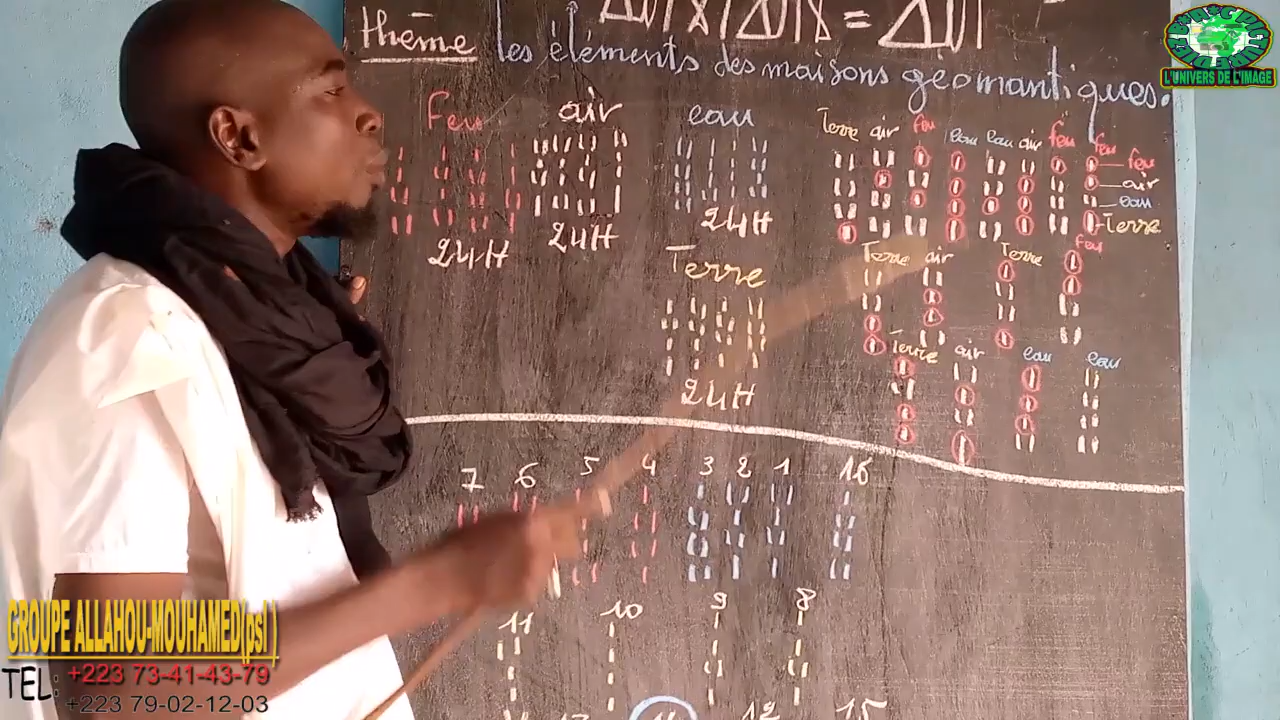 thème les éléments des maisons géomantiques.
L'UNIVERS DE L'IMAGE
Feu air eau
24H 24H 24H
Terre
24H
Terre air feu eau eau air feu feu
feu
air
eau
Terre
Terre air Terre feu
Terre air eau eau
7 6 5 4 3 2 1 16
11 10 9 8
12 15
GROUPE ALLAHOU-MOUHAMED(psl)
TEL: +223 73-41-43-79
+223 79-02-12-03